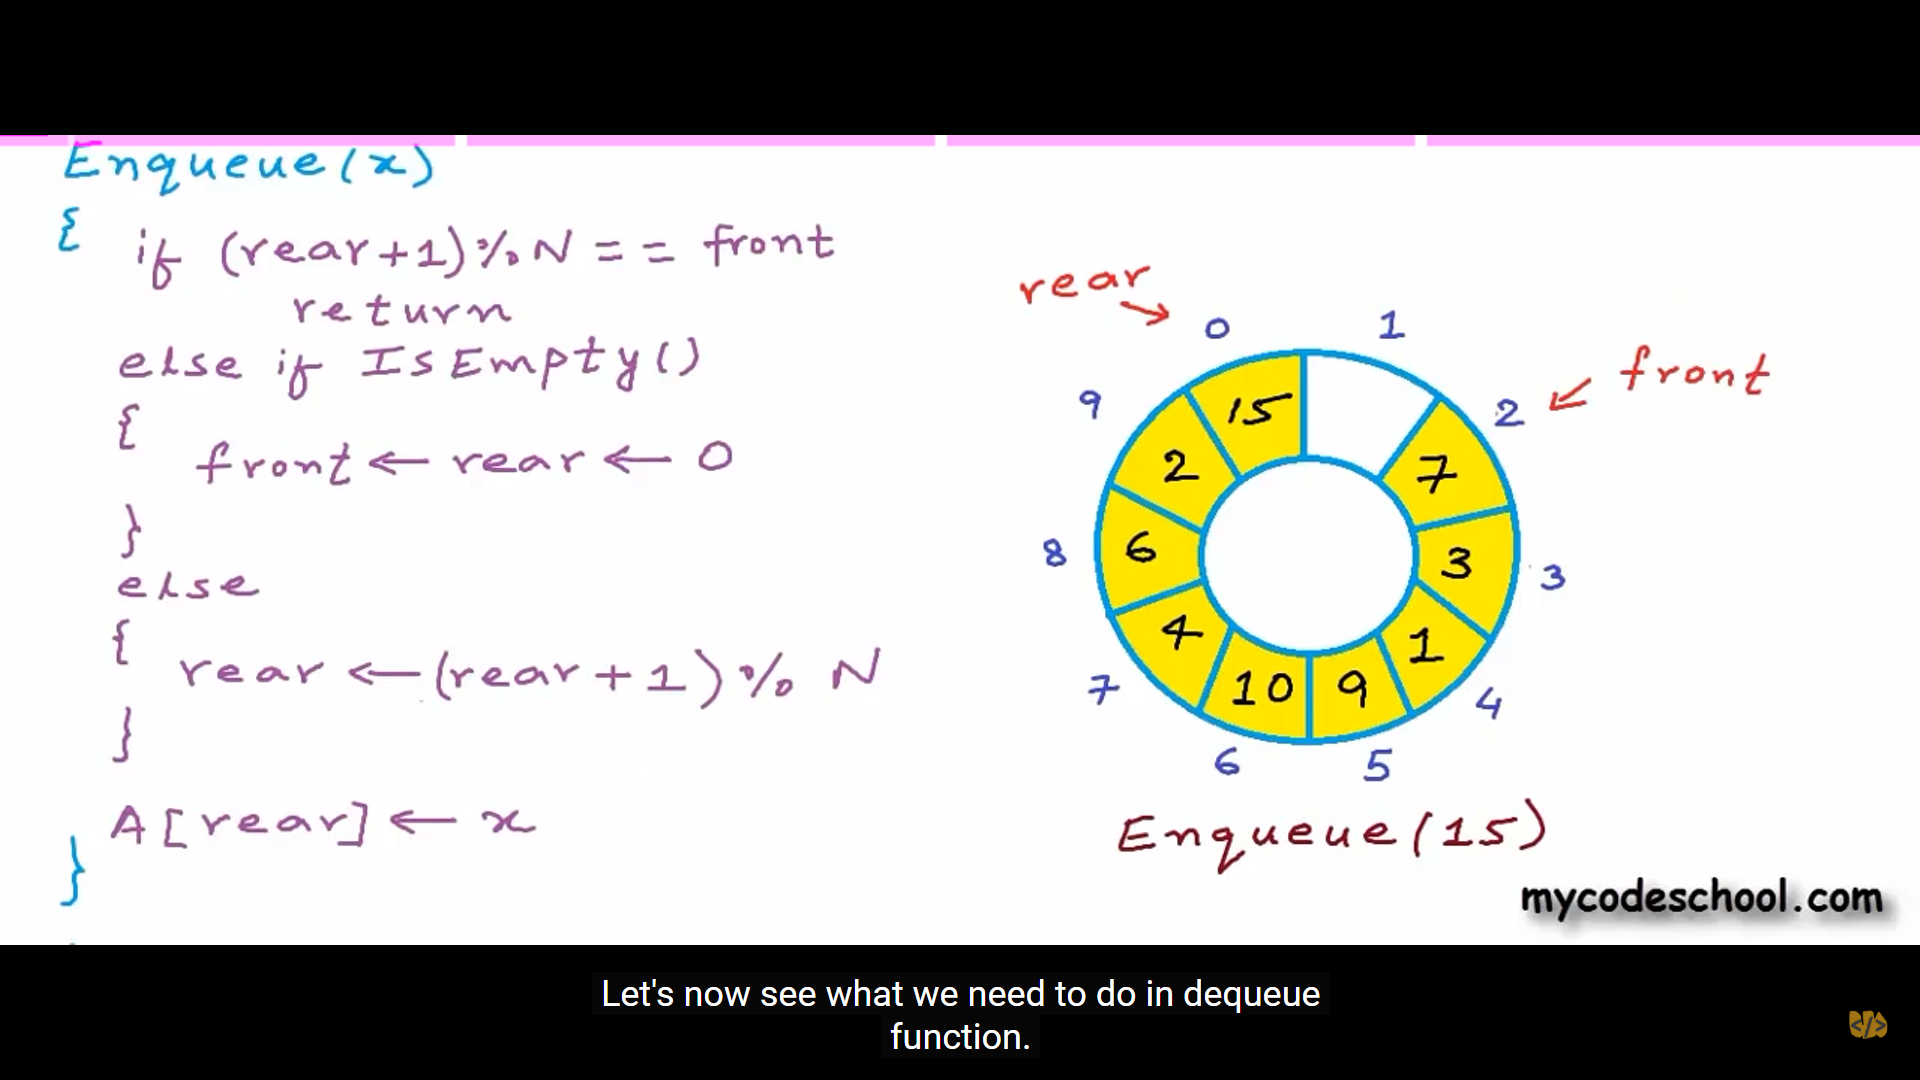 Enqueue(x)
{
if (rear+1)%N == front
return
else if IsEmpty()
{
front ← rear ← 0
}
else
{
rear ← (rear+1)% N
}
A[rear] ← x
}
rear
front
0
1
2
3
4
5
6
7
8
9
15
7
3
1
9
10
4
6
2
Enqueue(15)
mycodeschool.com
Let's now see what we need to do in dequeue
function.